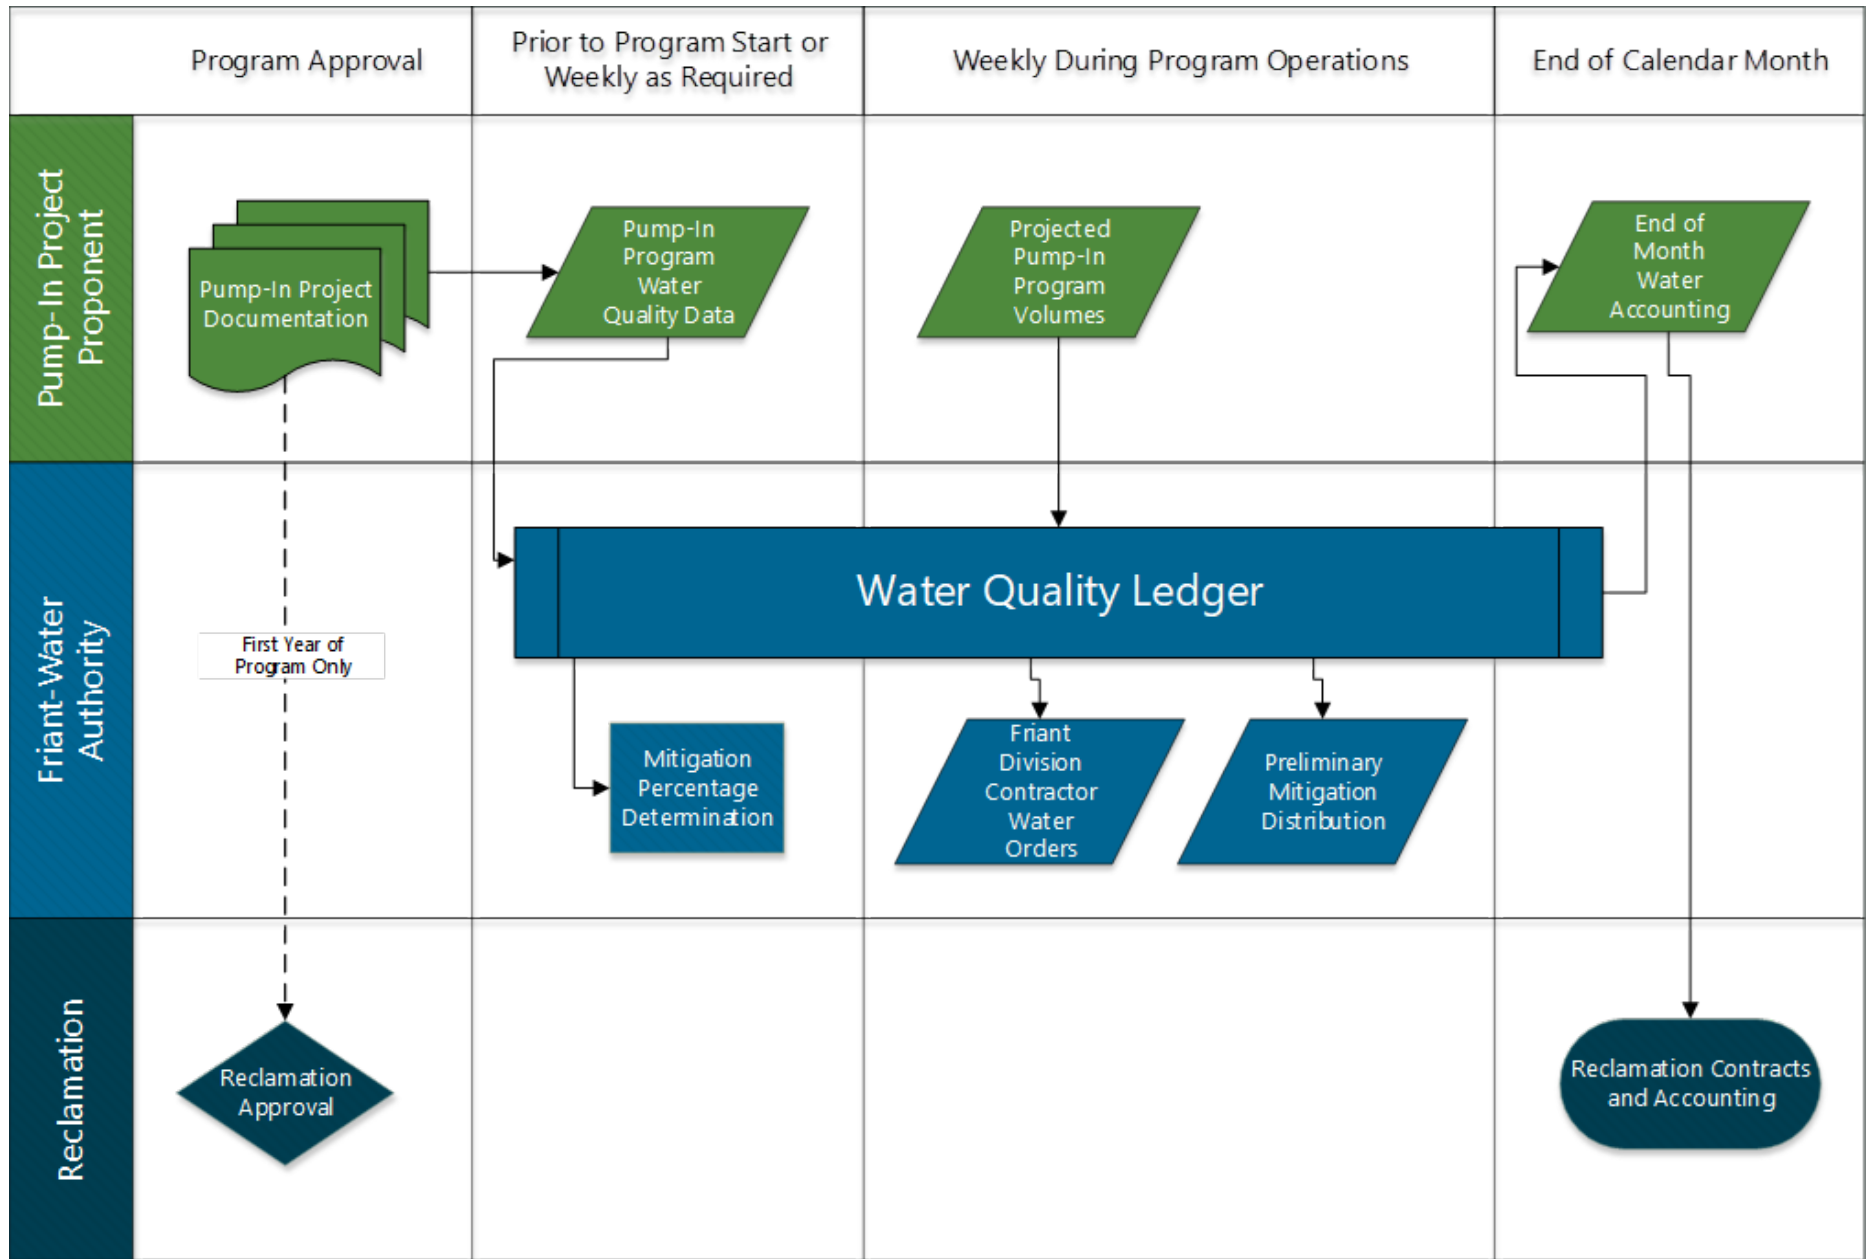 Program Approval
Prior to Program Start or
Weekly as Required
Weekly During Program Operations
End of Calendar Month
Pump-In Project
Proponent
Pump-In Project
Documentation
Pump-In
Program
Water
Quality Data
Projected
Pump-In
Program
Volumes
End of
Month
Water
Accounting
Friant-Water
Authority
First Year of
Program Only
Water Quality Ledger
Mitigation
Percentage
Determination
Friant
Division
Contractor
Water
Orders
Preliminary
Mitigation
Distribution
Reclamation
Reclamation
Approval
Reclamation Contracts
and Accounting